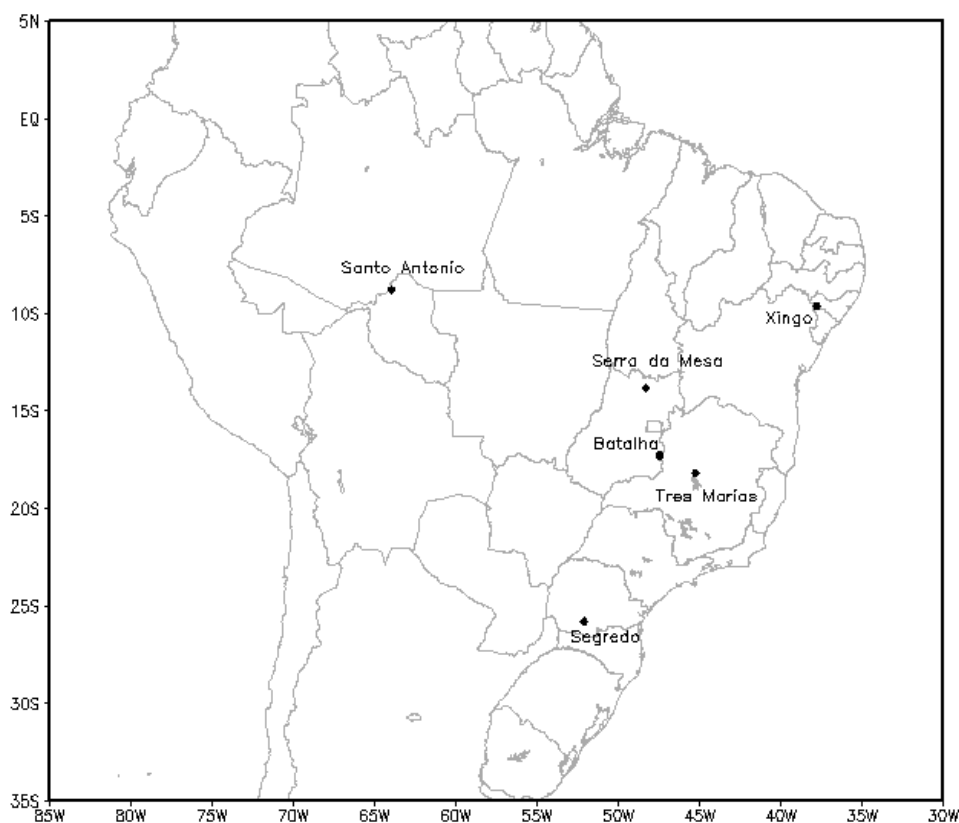 5N
EQ
5S
Santo Antonio
10S
Xingo
Serra da Mesa
15S
Batalha
Tres Marias
20S
25S
Segredo
30S
35S
85W 80W 75W 70W 65W 60W 55W 50W 45W 40W 35W 30W